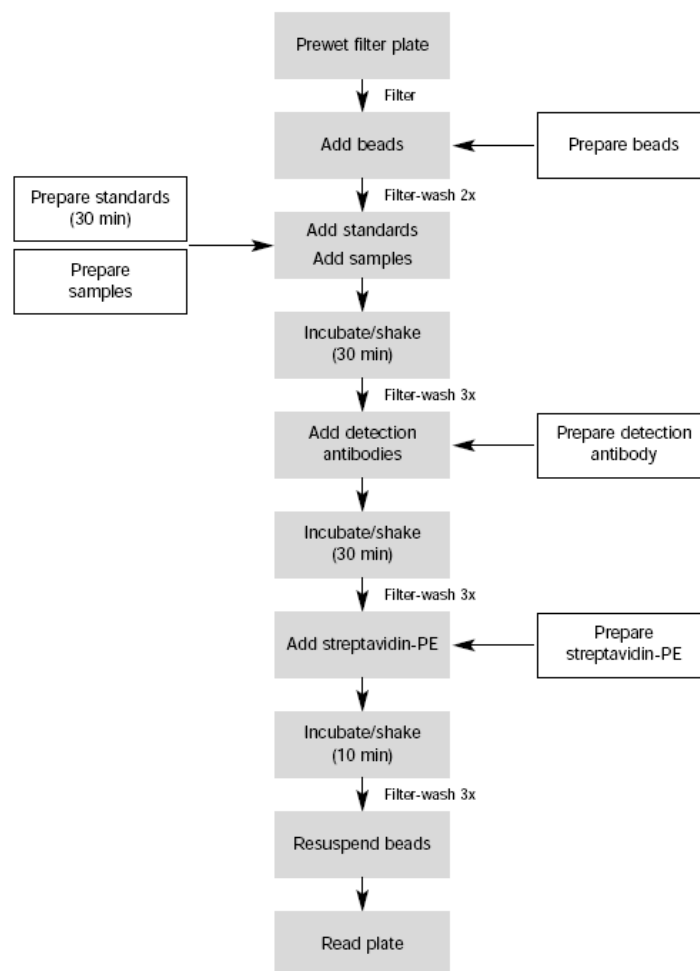 Prewet filter plate
Filter
Add beads
Prepare beads
Filter-wash 2x
Prepare standards
(30 min)
Prepare
samples
Add standards
Add samples
Incubate/shake
(30 min)
Filter-wash 3x
Add detection
antibodies
Prepare detection
antibody
Incubate/shake
(30 min)
Filter-wash 3x
Add streptavidin-PE
Prepare
streptavidin-PE
Incubate/shake
(10 min)
Filter-wash 3x
Resuspend beads
Read plate